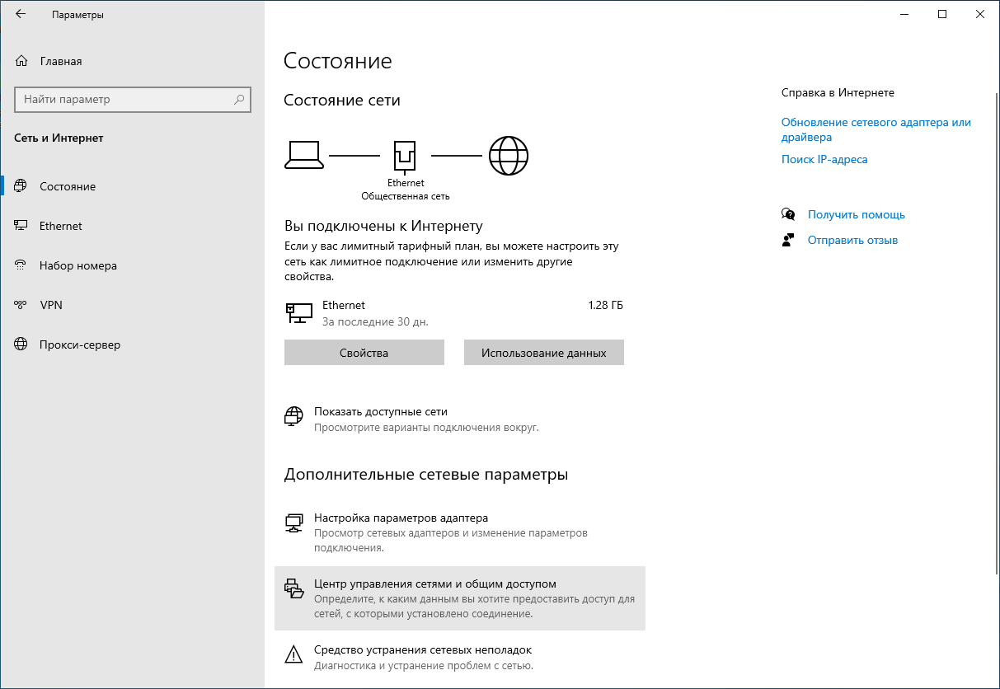 Параметры
Главная
Найти параметр
Сеть и Интернет
Состояние
Ethernet
Набор номера
VPN
Прокси-сервер
Состояние
Состояние сети
Ethernet
Общественная сеть
Вы подключены к Интернету
Если у вас лимитный тарифный план, вы можете настроить эту
сеть как лимитное подключение или изменить другие
свойства.
Ethernet 1.28 ГБ
За последние 30 дн.
Свойства Использование данных
Показать доступные сети
Просмотрите варианты подключения вокруг.
Дополнительные сетевые параметры
Настройка параметров адаптера
Просмотр сетевых адаптеров и изменение параметров
подключения.
Центр управления сетями и общим доступом
Определите, к каким данным вы хотите предоставить доступ для
сетей, с которыми установлено соединение.
Средство устранения сетевых неполадок
Диагностика и устранение проблем с сетью.
Справка в Интернете
Обновление сетевого адаптера или
драйвера
Поиск IP-адреса
Получить помощь
Отправить отзыв